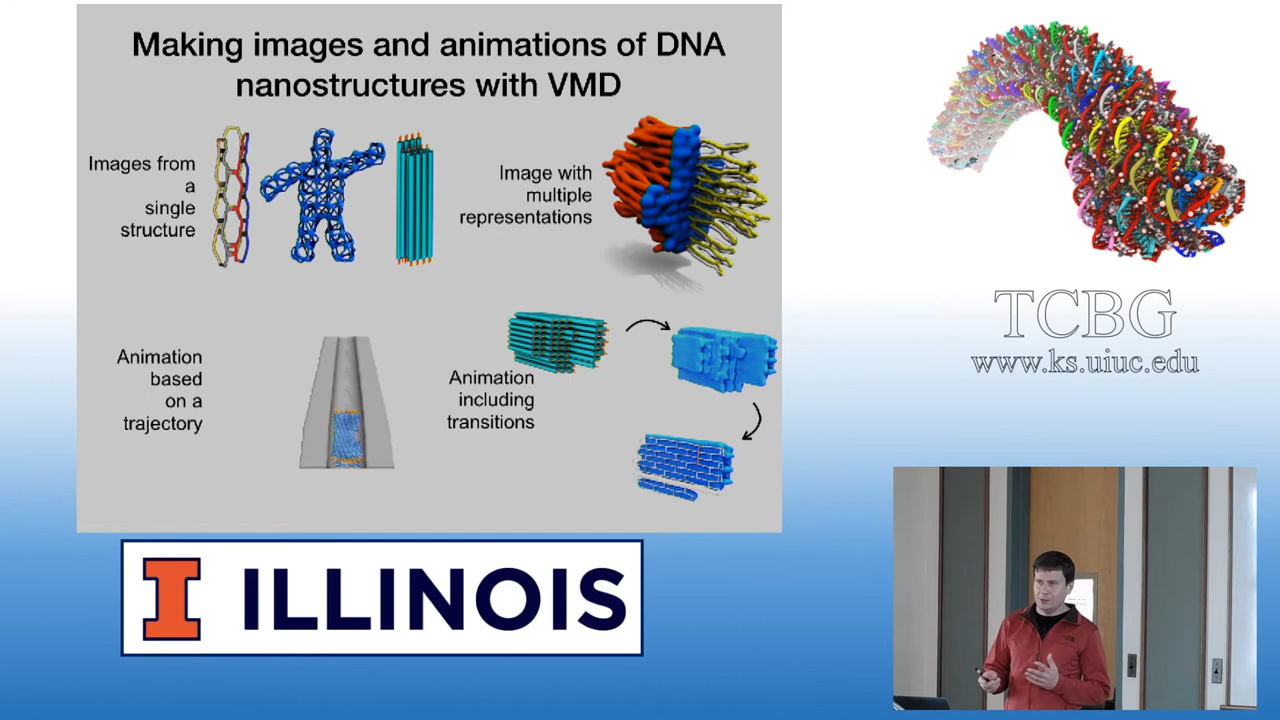 Making images and animations of DNA
nanostructures with VMD
Images from
a
single
structure
Image with
multiple
representations
Animation
based
on a
trajectory
Animation
including
transitions
TCBG
www.ks.uiuc.edu
I ILLINOIS